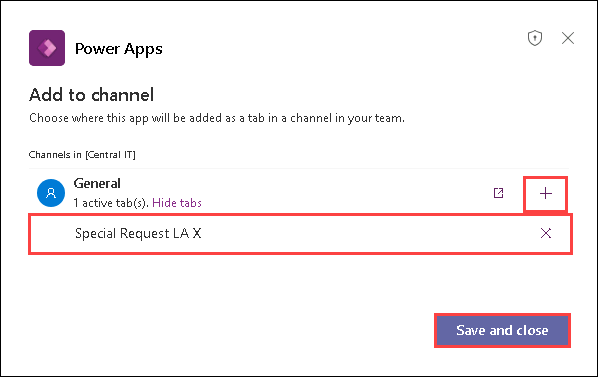 Power Apps
Add to channel
Choose where this app will be added as a tab in a channel in your team.
Channels in [Central IT]
General
1 active tab(s). Hide tabs
Special Request LA X
Save and close